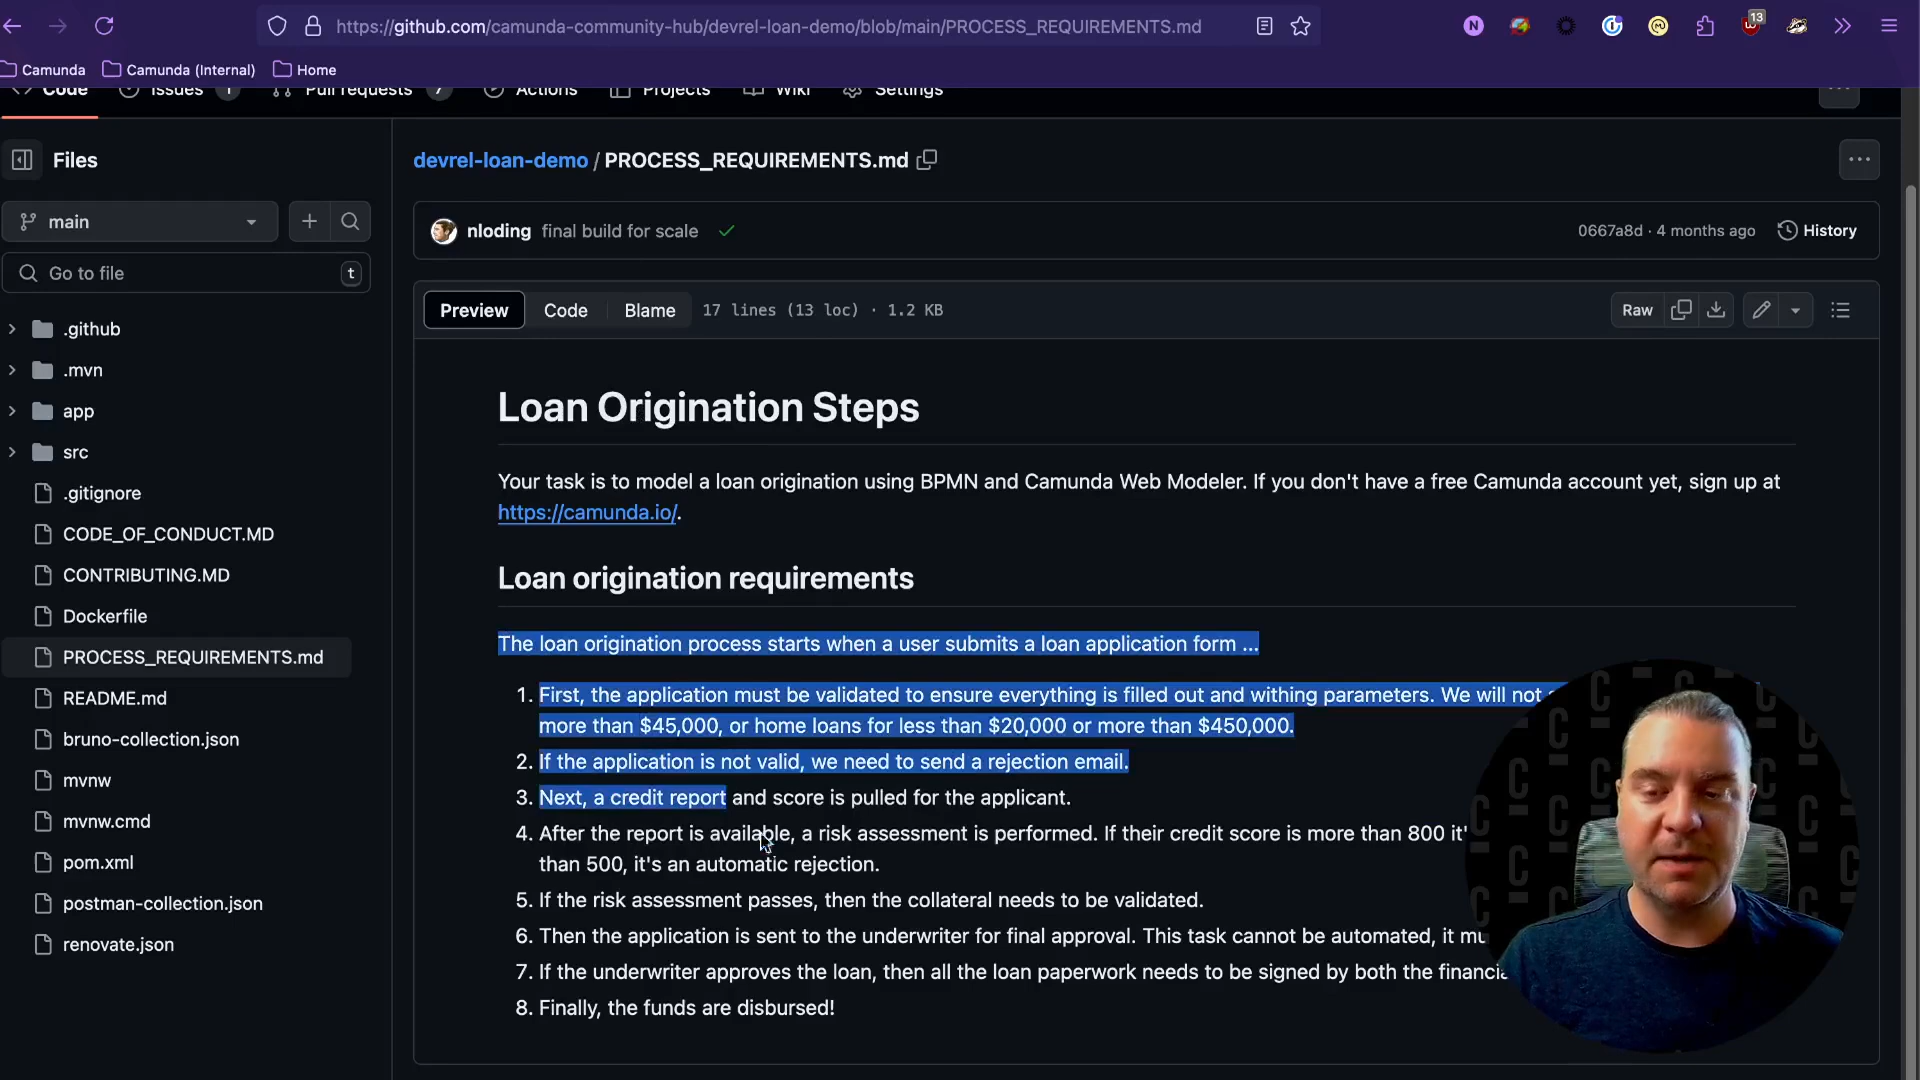 https://github.com/camunda-community-hub/devrel-loan-demo/blob/main/PROCESS_REQUIREMENTS.md
13
Camunda
Camunda (Internal)
Home
Code
Issues 1
Pull requests 7
Actions
Projects
Wiki
Settings
Files
devrel-loan-demo / PROCESS_REQUIREMENTS.md
main
nloding final build for scale
0667a8d · 4 months ago
History
Go to file
t
Preview
Code
Blame
17 lines (13 loc) · 1.2 KB
Raw
.github
.mvn
app
src
.gitignore
CODE_OF_CONDUCT.MD
CONTRIBUTING.MD
Dockerfile
PROCESS_REQUIREMENTS.md
README.md
bruno-collection.json
mvnw
mvnw.cmd
pom.xml
postman-collection.json
renovate.json
Loan Origination Steps
Your task is to model a loan origination using BPMN and Camunda Web Modeler. If you don't have a free Camunda account yet, sign up at
https://camunda.io/.
Loan origination requirements
The loan origination process starts when a user submits a loan application form ...
1. First, the application must be validated to ensure everything is filled out and withing parameters. We will not
more than $45,000, or home loans for less than $20,000 or more than $450,000.
2. If the application is not valid, we need to send a rejection email.
3. Next, a credit report and score is pulled for the applicant.
4. After the report is available, a risk assessment is performed. If their credit score is more than 800 it'
than 500, it's an automatic rejection.
5. If the risk assessment passes, then the collateral needs to be validated.
6. Then the application is sent to the underwriter for final approval. This task cannot be automated, it
7. If the underwriter approves the loan, then all the loan paperwork needs to be signed by both the
8. Finally, the funds are disbursed!